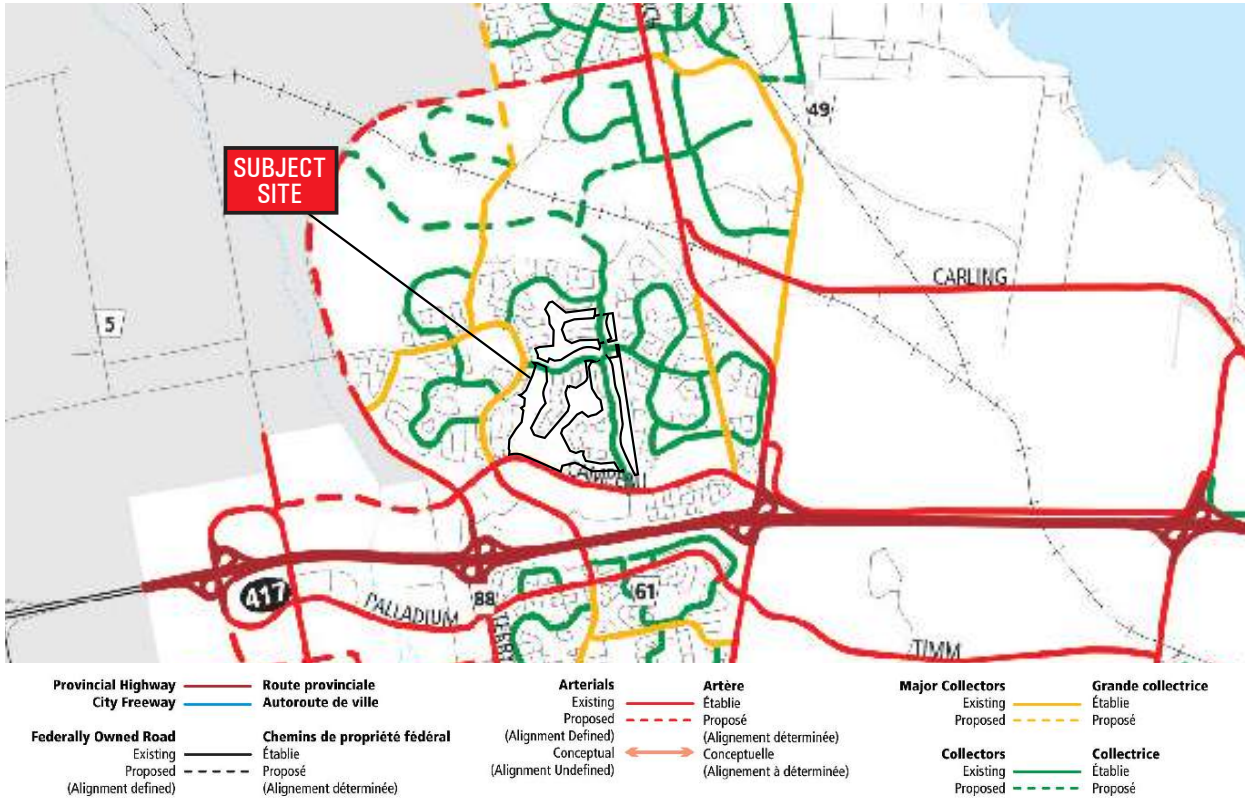 49
SUBJECT
SITE
CARLING
5
417
PALLADIUM
88
61
TIMM
Provincial Highway Route provinciale
City Freeway Autoroute de ville
Federally Owned Road Chemins de propriété fédéral
Existing Établie
Proposed Proposé
(Alignment defined) (Alignement déterminée)
Arterials Artère
Existing Établie
Proposed Proposé
(Alignment Defined) (Alignement déterminée)
Conceptual Conceptuelle
(Alignment Undefined) (Alignement à déterminée)
Major Collectors Grande collectrice
Existing Établie
Proposed Proposé
Collectors Collectrice
Existing Établie
Proposed Proposé